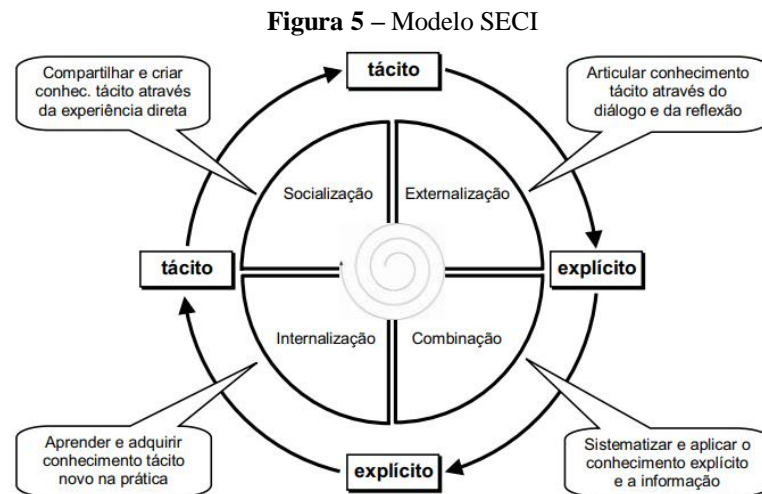 Figura 5 – Modelo SECI
Compartilhar e criar
conhec. tácito através
da experiência direta
tácito
Articular conhecimento
tácito através do
diálogo e da reflexão
Socialização
Externalização
tácito
explícito
Internalização
Combinação
Aprender e adquirir
conhecimento tácito
novo na prática
explícito
Sistematizar e aplicar o
conhecimento explícito
e a informação